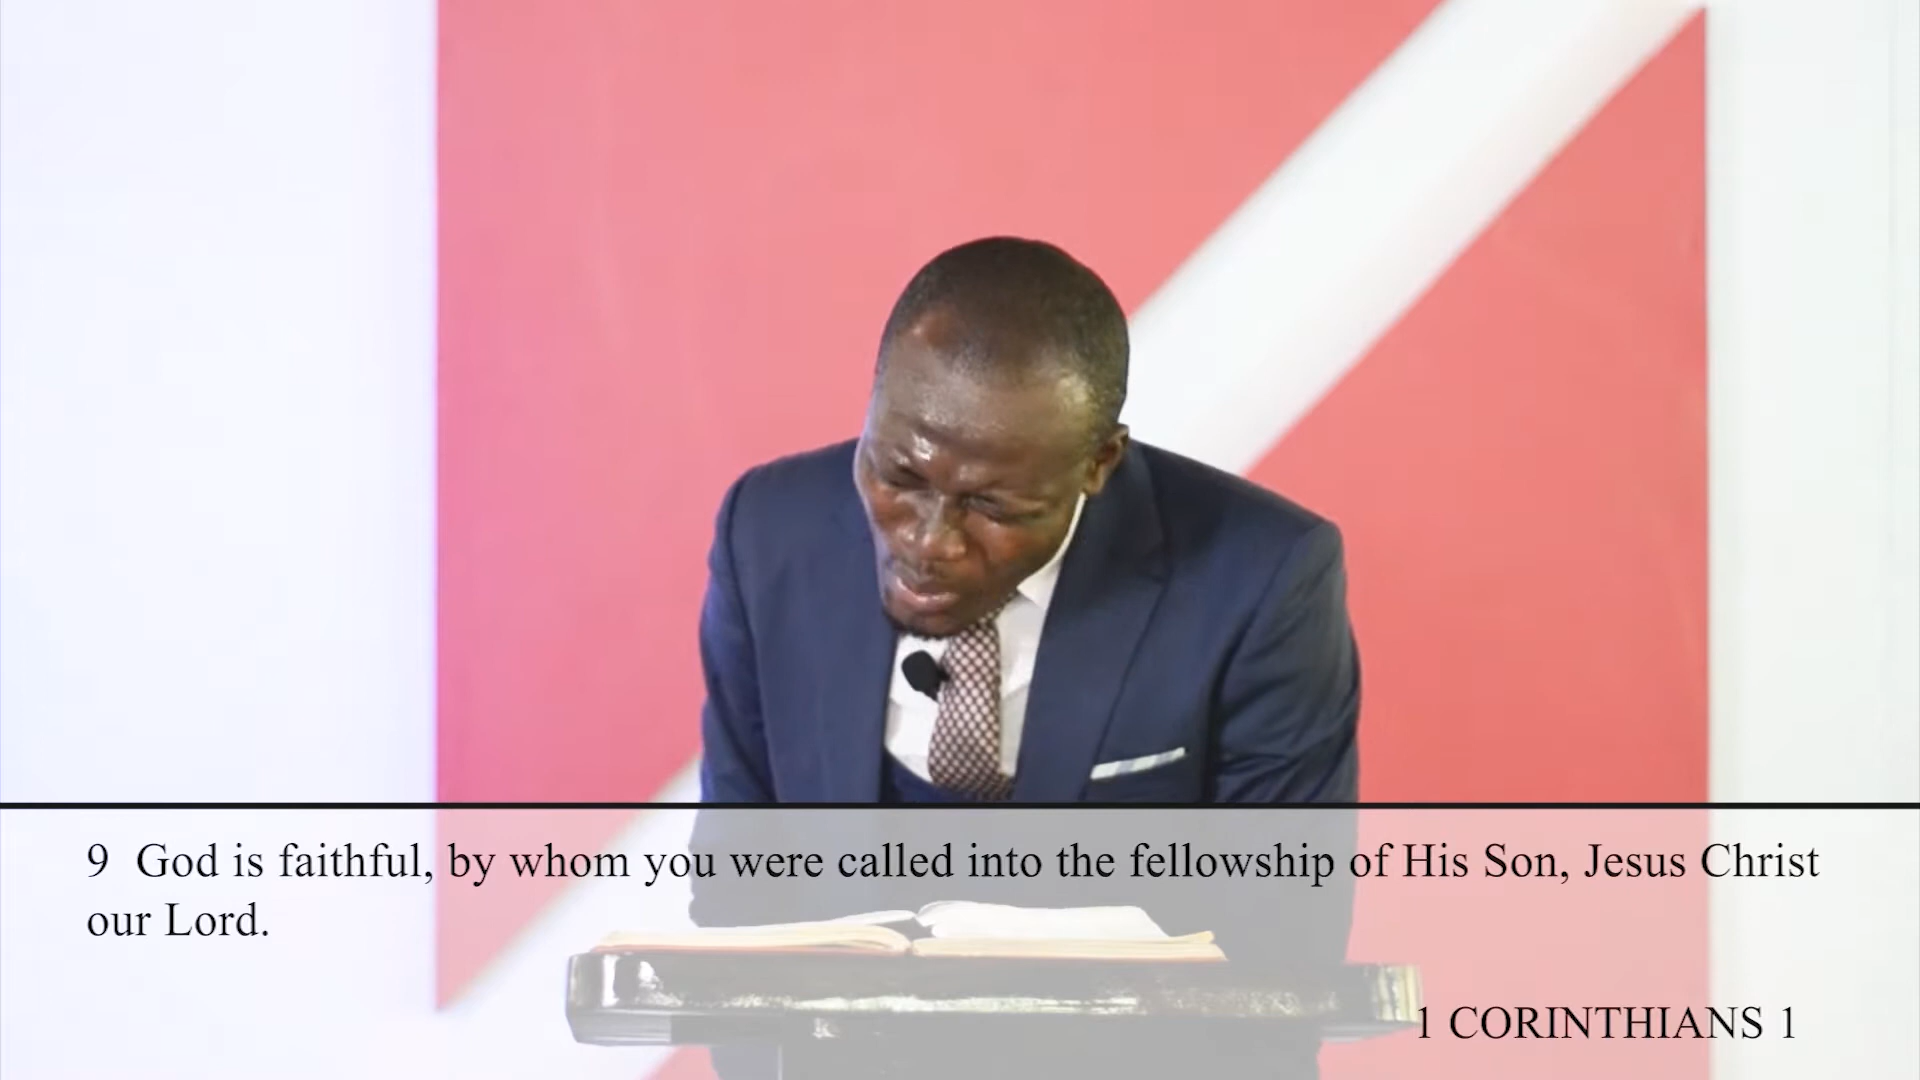 9 God is faithful, by whom you were called into the fellowship of His Son, Jesus Christ
our Lord.
1 CORINTHIANS 1